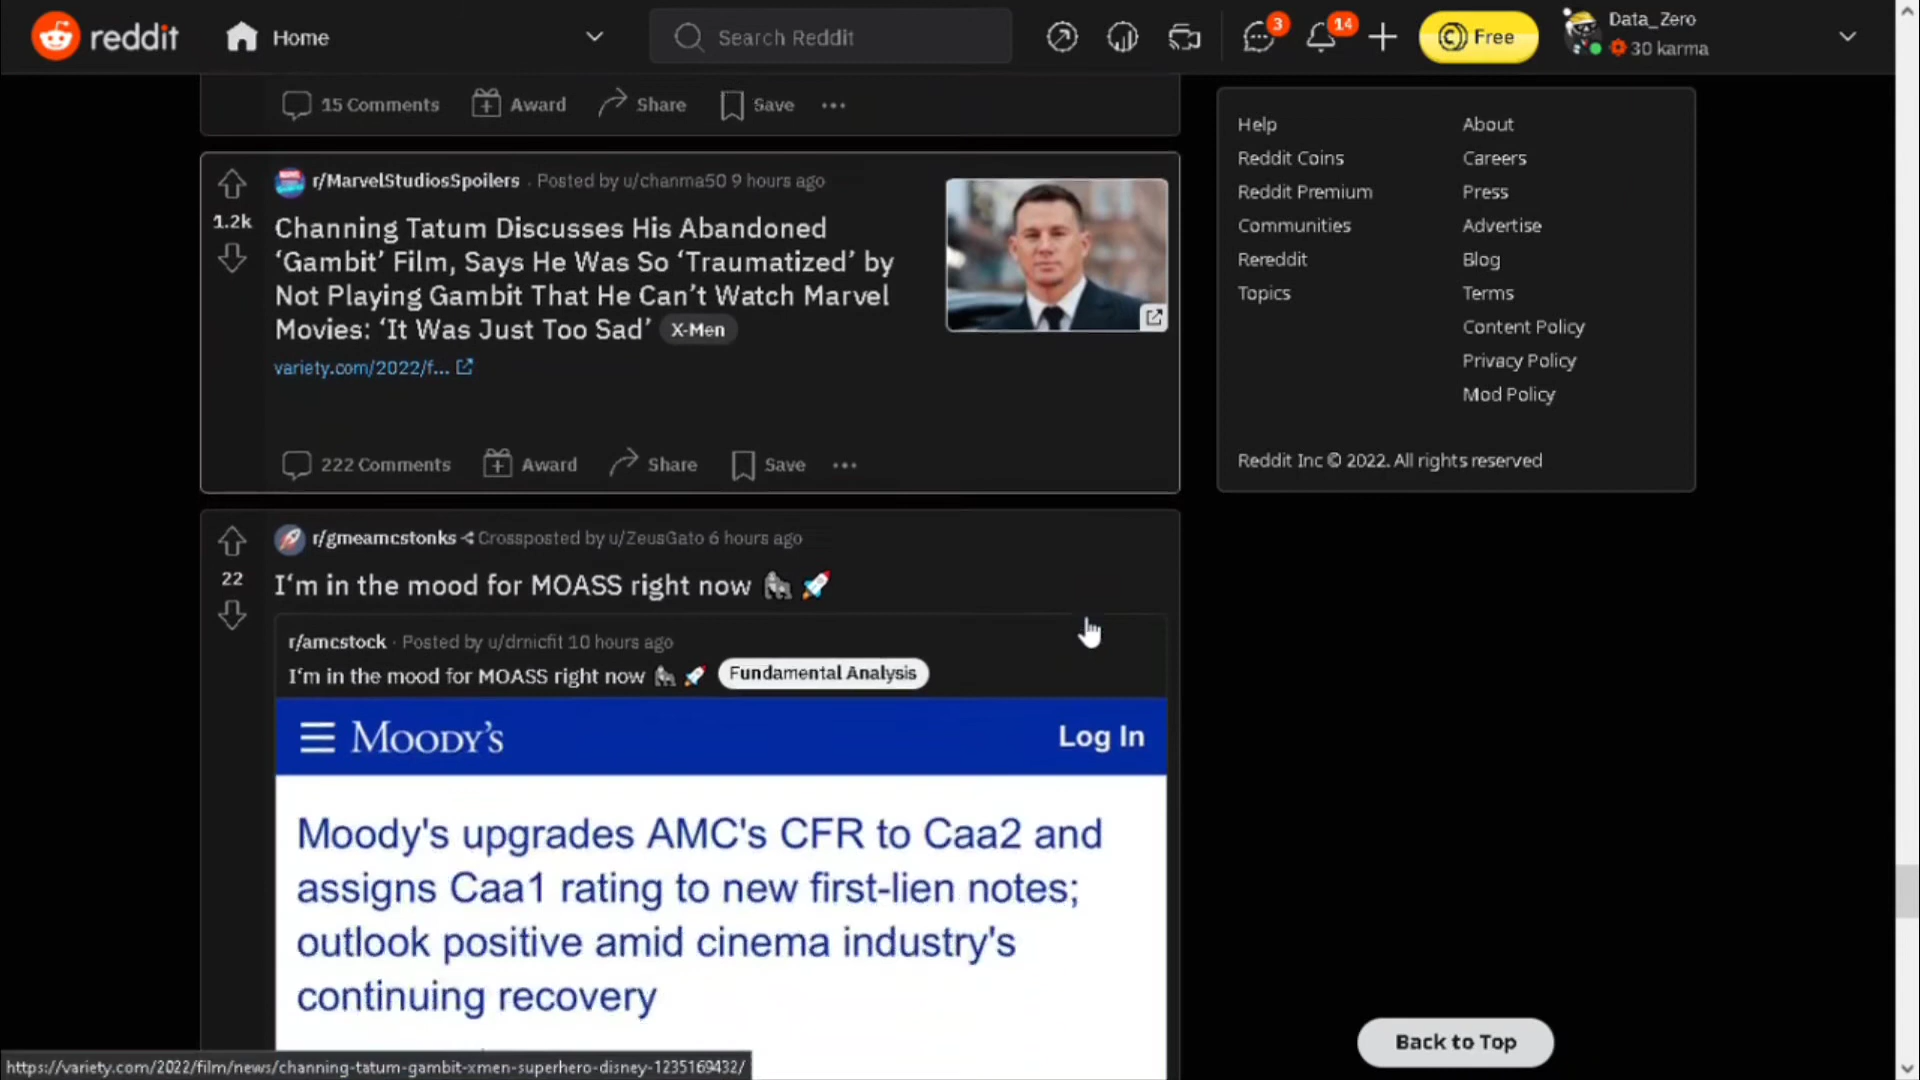 reddit
Home
Search Reddit
3
14
Free
Data_Zero
30 karma
15 Comments
Award
Share
Save
1.2k
r/MarvelStudiosSpoilers · Posted by u/chanma50 9 hours ago
Channing Tatum Discusses His Abandoned
‘Gambit’ Film, Says He Was So ‘Traumatized’ by
Not Playing Gambit That He Can’t Watch Marvel
Movies: ‘It Was Just Too Sad’ X-Men
variety.com/2022/f...
222 Comments
Award
Share
Save
22
r/gmeamcstonks Crossposted by u/ZeusGato 6 hours ago
I‘m in the mood for MOASS right now 🦍 🚀
r/amcstock · Posted by u/drnicfit 10 hours ago
I‘m in the mood for MOASS right now 🦍 🚀 Fundamental Analysis
MOODY'S
Log In
Moody's upgrades AMC's CFR to Caa2 and
assigns Caa1 rating to new first-lien notes;
outlook positive amid cinema industry's
continuing recovery
Help
Reddit Coins
Reddit Premium
Communities
Rereddit
Topics
About
Careers
Press
Advertise
Blog
Terms
Content Policy
Privacy Policy
Mod Policy
Reddit Inc © 2022. All rights reserved
Back to Top
https://variety.com/2022/film/news/channing-tatum-gambit-xmen-superhero-disney-1235169432/